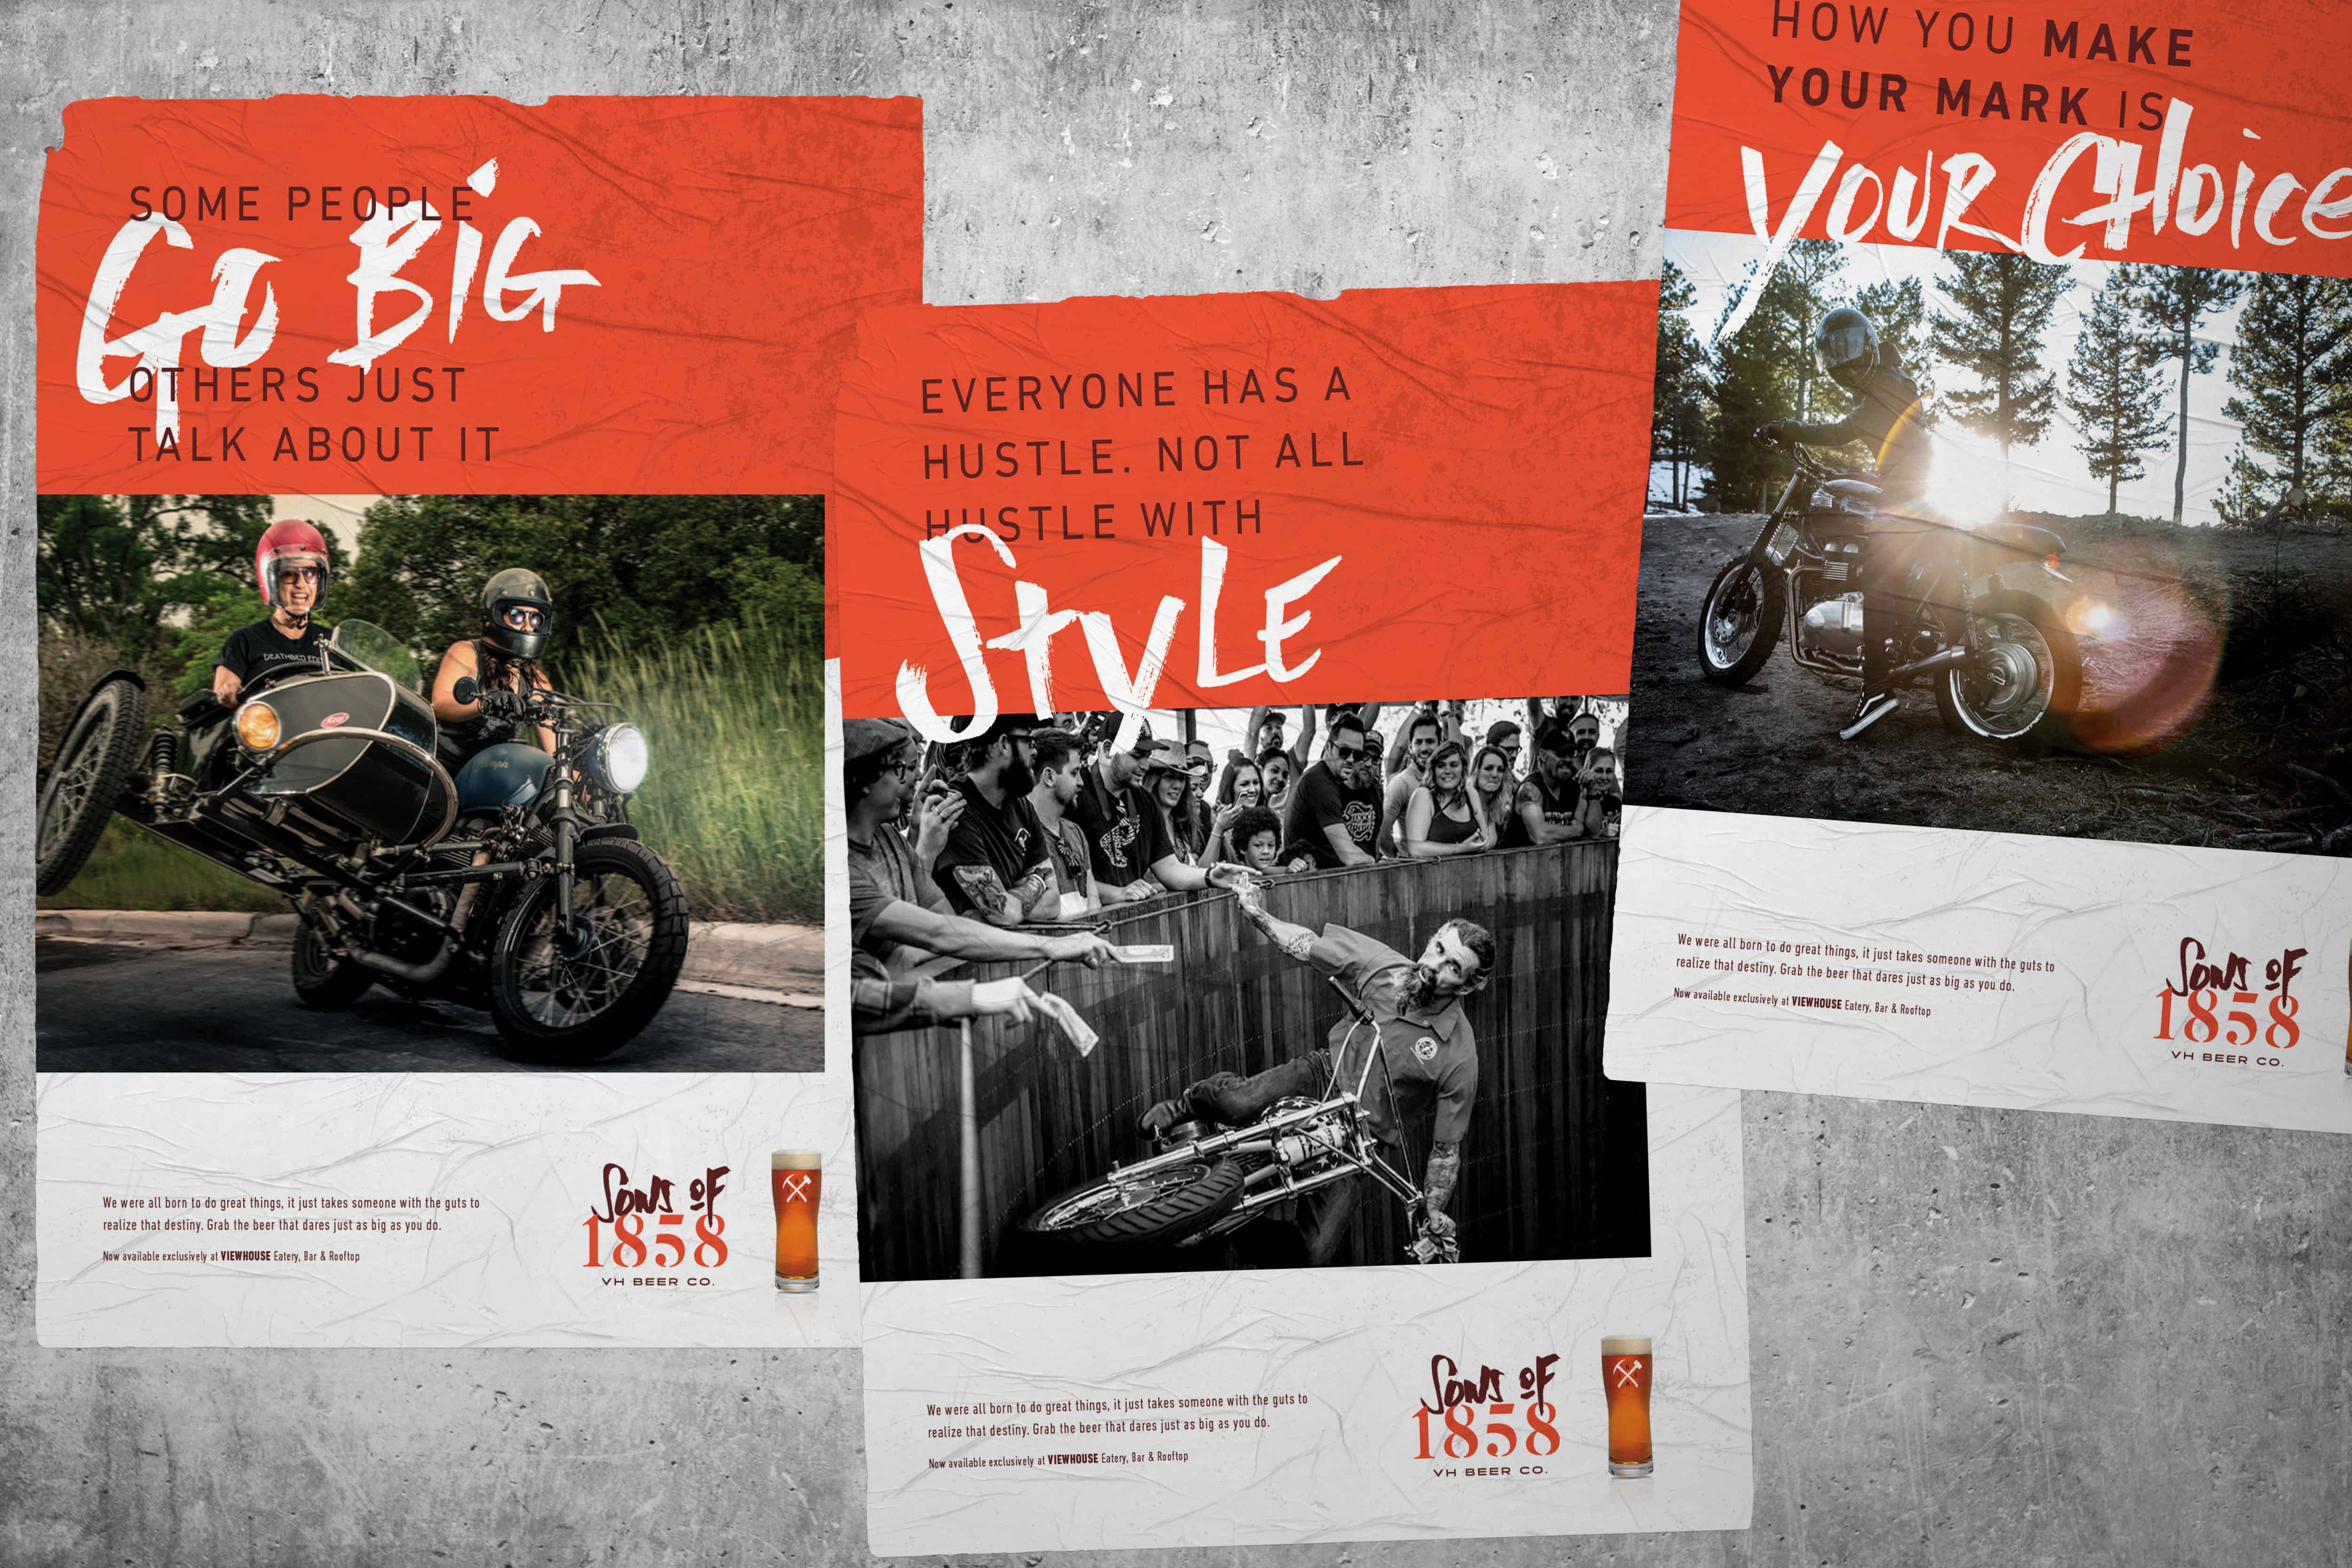 SOME PEOPLE
GO BIG
OTHERS JUST
TALK ABOUT IT
DEATHBED
Triumph
We were all born to do great things, it just takes someone with the guts to
realize that destiny. Grab the beer that dares just as big as you do.
Now available exclusively at VIEWHOUSE Eatery, Bar & Rooftop
SONS OF
1858
VH BEER CO.
EVERYONE HAS A
HUSTLE. NOT ALL
HUSTLE WITH
StyLE
We were all born to do great things, it just takes someone with the guts to
realize that destiny. Grab the beer that dares just as big as you do.
Now available exclusively at VIEWHOUSE Eatery, Bar & Rooftop
SONS OF
1858
VH BEER CO.
HOW YOU MAKE
YOUR MARK IS
YOUR CHoice
We were all born to do great things, it just takes someone with the guts to
realize that destiny. Grab the beer that dares just as big as you do.
Now available exclusively at VIEWHOUSE Eatery, Bar & Rooftop
SONS OF
1858
VH BEER CO.